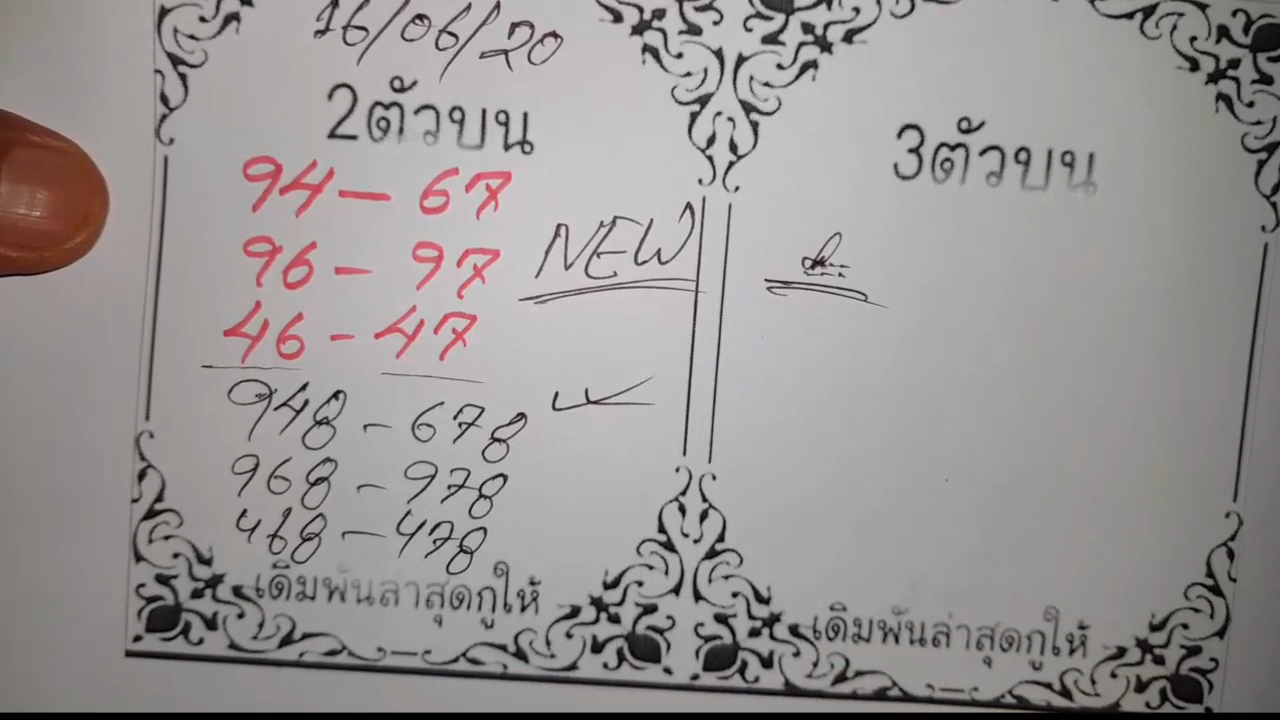 16/06/20
2ตัวบน
94 - 67
96 - 97
46 - 47
NEW
948 - 678
968 - 978
468 - 478
เดิมพันล่าสุดกูให้
3ตัวบน
เดิมพันล่าสุดกูให้